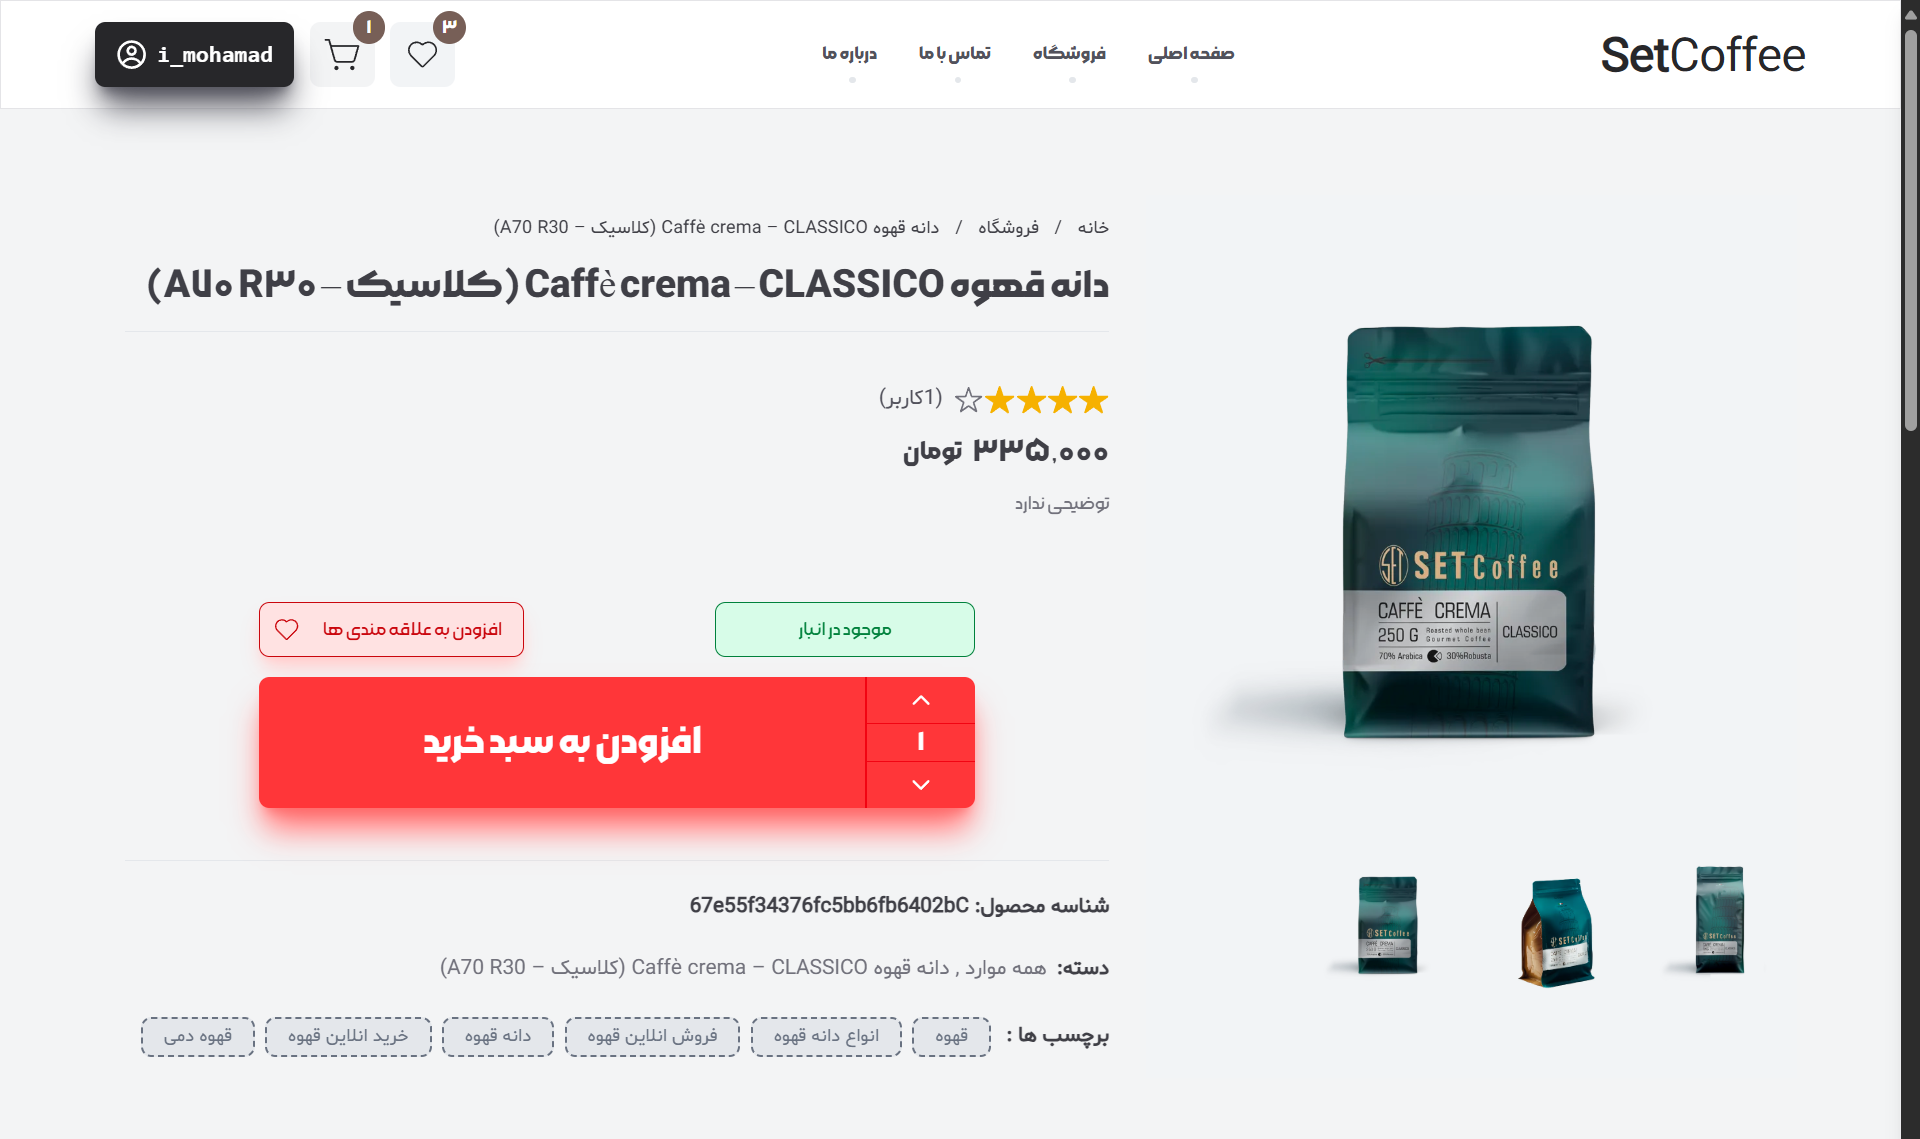 SetCoffee
صفحه اصلی
فروشگاه
تماس با ما
درباره ما
۳
۱
i_mohamad
خانه / فروشگاه / دانه قهوه Caffè crema – CLASSICO (کلاسیک – A70 R30)
دانه قهوه Caffè crema – CLASSICO (کلاسیک – A۷۰ R۳۰)
(1کاربر)
۳۳۵,۰۰۰ تومان
توضیحی ندارد
موجود در انبار
افزودن به علاقه مندی ها
۱
افزودن به سبد خرید
شناسه محصول: 67e55f34376fc5bb6fb6402bC
دسته: همه موارد , دانه قهوه Caffè crema – CLASSICO (کلاسیک – A70 R30)
برچسب ها :
قهوه
انواع دانه قهوه
فروش انلاین قهوه
دانه قهوه
خرید انلاین قهوه
قهوه دمی
SET Coffee
CAFFÈ CREMA
250 G Roasted whole bean
Gourmet Coffee
CLASSICO
70% Arabica 30%Robusta